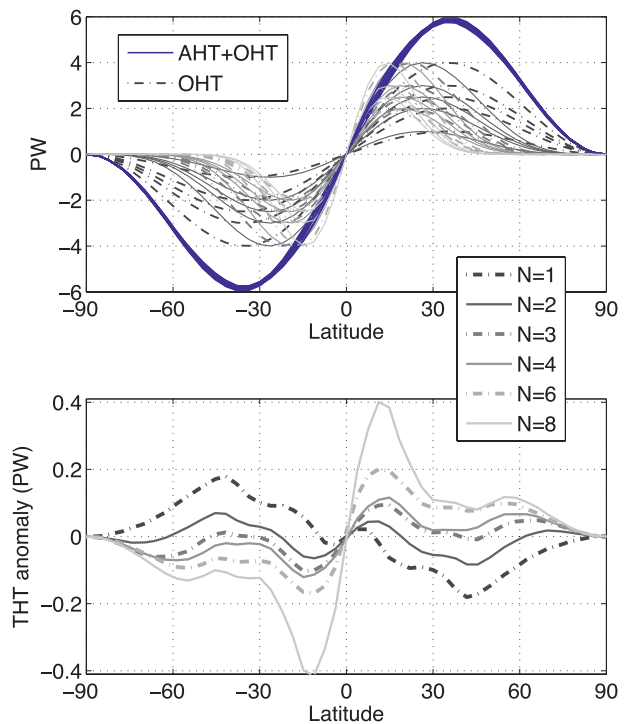 6
4
2
0
−2
−4
6
PW
−90 −60 −30 0 30 60 90
Latitude
AHT+OHT
OHT
N=1
N=2
N=3
N=4
N=6
N=8
0.4
0.2
0
−0.2
0.4
THT anomaly (PW)
−90 −60 −30 0 30 60 90
Latitude